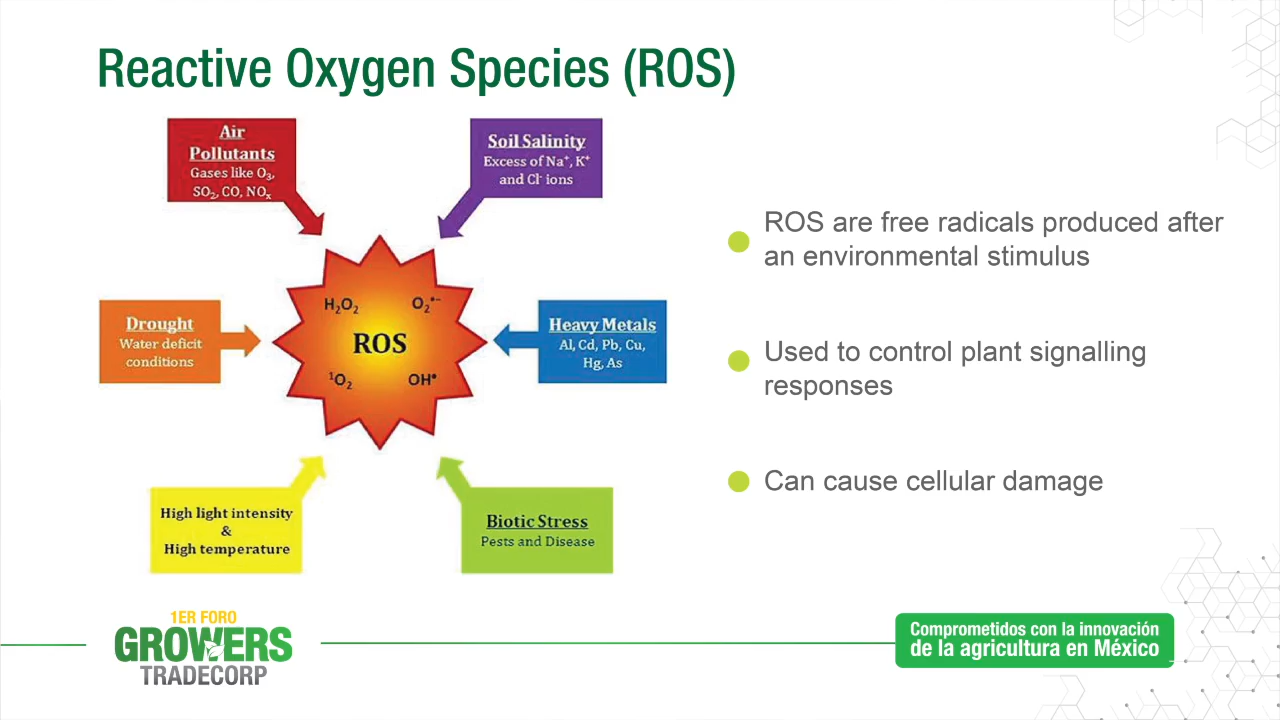 Reactive Oxygen Species (ROS)
Air
Pollutants
Gases like O₃,
SO₂, CO, NOₓ
Soil Salinity
Excess of Na⁺, K⁺
and Cl⁻ ions
Drought
Water deficit
conditions
H₂O₂
O₂•⁻
ROS
¹O₂
OH•
Heavy Metals
Al, Cd, Pb, Cu,
Hg, As
High light intensity
&
High temperature
Biotic Stress
Pests and Disease
ROS are free radicals produced after
an environmental stimulus
Used to control plant signalling
responses
Can cause cellular damage
1ER FORO
GROWERS
TRADECORP
Comprometidos con la innovación
de la agricultura en México